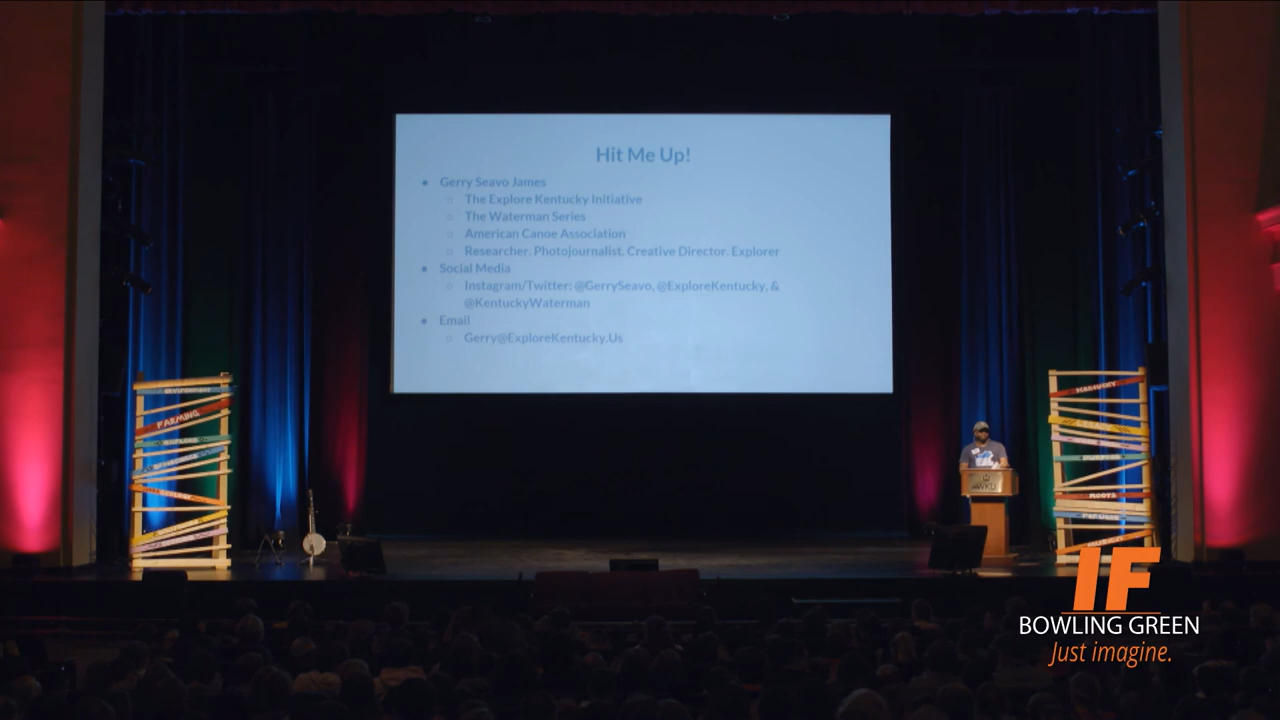 Hit Me Up!
Gerry Seavo James
The Explore Kentucky Initiative
The Waterman Series
American Canoe Association
Researcher. Photojournalist. Creative Director. Explorer
Social Media
Instagram/Twitter: @GerrySeavo, @ExploreKentucky, &
@KentuckyWaterman
Email
Gerry@ExploreKentucky.Us
FARMING
KENTUCKY
ROOTS
WKU
IF
BOWLING GREEN
Just imagine.